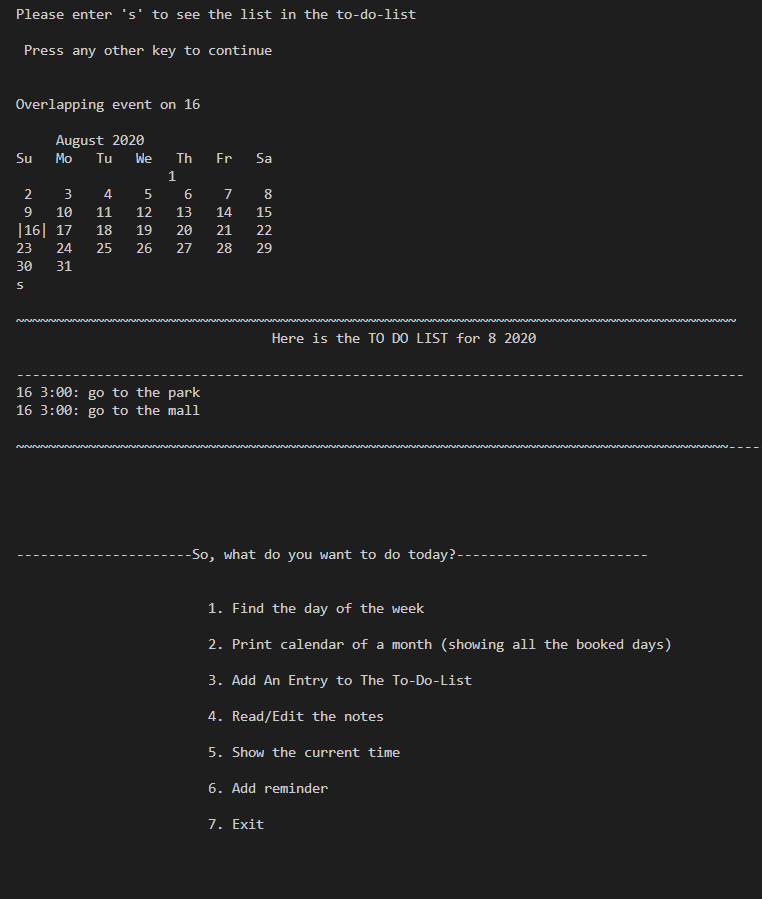 Please enter 's' to see the list in the to-do-list
Press any other key to continue
Overlapping event on 16
August 2020
Su Mo Tu We Th Fr Sa
1
2 3 4 5 6 7 8
9 10 11 12 13 14 15
|16| 17 18 19 20 21 22
23 24 25 26 27 28 29
30 31
s
~~~~~~~~~~~~~~~~~~~~~~~~~~~~~~~~~~~~~~~~~~~~~~~~~~~~~~~~~~~~~~~~~~~~~~~~~~~~~~~~~~~~~~~~~~
Here is the TO DO LIST for 8 2020
-------------------------------------------------------------------------------------------
16 3:00: go to the park
16 3:00: go to the mall
~~~~~~~~~~~~~~~~~~~~~~~~~~~~~~~~~~~~~~~~~~~~~~~~~~~~~~~~~~~~~~~~~~~~~~~~~~~~~~~~~~~~~~~~~----
----------------------So, what do you want to do today?------------------------
1. Find the day of the week
2. Print calendar of a month (showing all the booked days)
3. Add An Entry to The To-Do-List
4. Read/Edit the notes
5. Show the current time
6. Add reminder
7. Exit